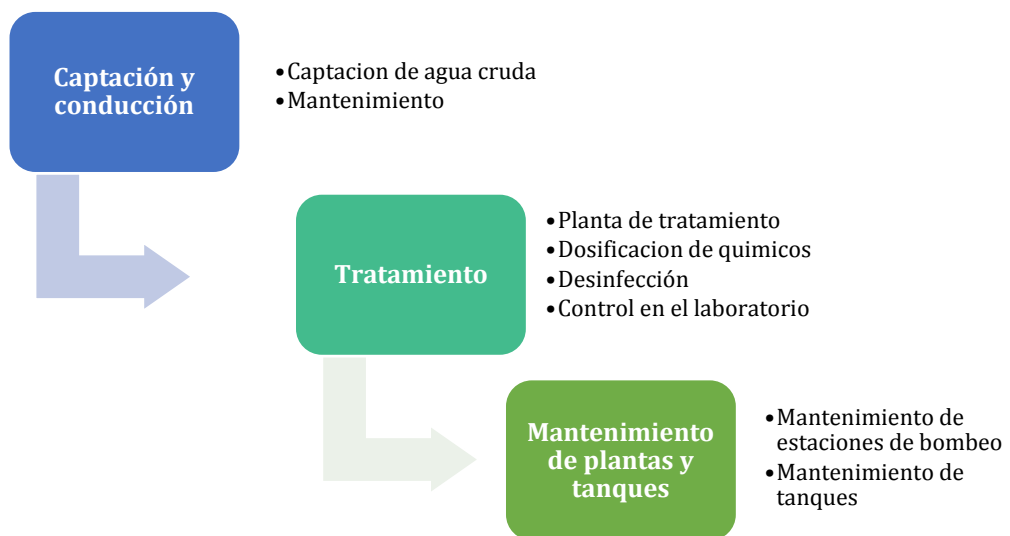 Captación y
conducción
•Captacion de agua cruda
•Mantenimiento
Tratamiento
•Planta de tratamiento
•Dosificacion de quimicos
•Desinfección
•Control en el laboratorio
Mantenimiento
de plantas y
tanques
•Mantenimiento de
estaciones de bombeo
•Mantenimiento de
tanques